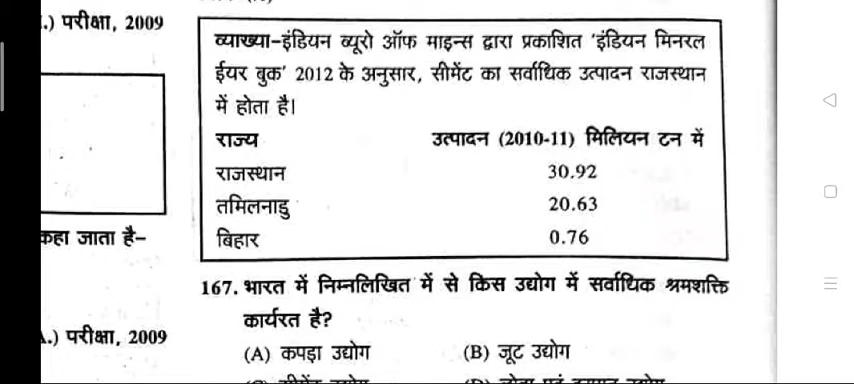 .) परीक्षा, 2009
व्याख्या-इंडियन ब्यूरो ऑफ माइन्स द्वारा प्रकाशित 'इंडियन मिनरल
ईयर बुक' 2012 के अनुसार, सीमेंट का सर्वाधिक उत्पादन राजस्थान
में होता है।
राज्य उत्पादन (2010-11) मिलियन टन में
राजस्थान 30.92
तमिलनाडु 20.63
बिहार 0.76
कहा जाता है-
167. भारत में निम्नलिखित में से किस उद्योग में सर्वाधिक श्रमशक्ति
कार्यरत है?
.) परीक्षा, 2009
(A) कपड़ा उद्योग (B) जूट उद्योग